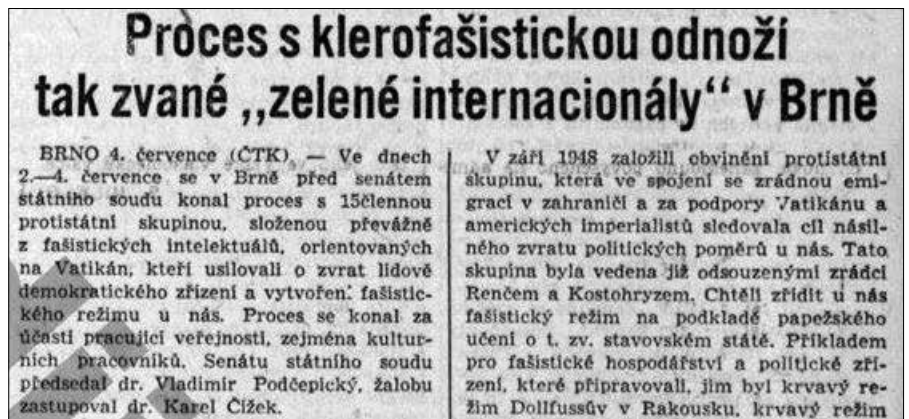 Proces s klerofašistickou odnoží
tak zvané „zelené internacionály“ v Brně
BRNO 4. července (ČTK). — Ve dnech
2.—4. července se v Brně před senátem
státního soudu konal proces s 15člennou
protistátní skupinou, složenou převážně
z fašistických intelektuálů, orientovaných
na Vatikán, kteří usilovali o zvrat lidově
demokratického zřízení a vytvoření fašistic-
kého režimu u nás. Proces se konal za
účasti pracující veřejnosti, zejména kultur-
ních pracovníků. Senátu státního soudu
předsedal dr. Vladimír Podčepický, žalobu
zastupoval dr. Karel Čížek.
V září 1948 založili obvinění protistátní
skupinu, která ve spojení se zrádnou emi-
grací v zahraničí a za podpory Vatikánu a
amerických imperialistů sledovala cíl násil-
ného zvratu politických poměrů u nás. Tato
skupina byla vedena již odsouzenými zrádci
Renčem a Kostohryzem. Chtěli zřídit u nás
fašistický režim na podkladě papežského
učení o t. zv. stavovském státě. Příkladem
pro fašistické hospodářství a politické zří-
zení, které připravovali, jim byl krvavý re-
žim Dollfussův v Rakousku, krvavý režim